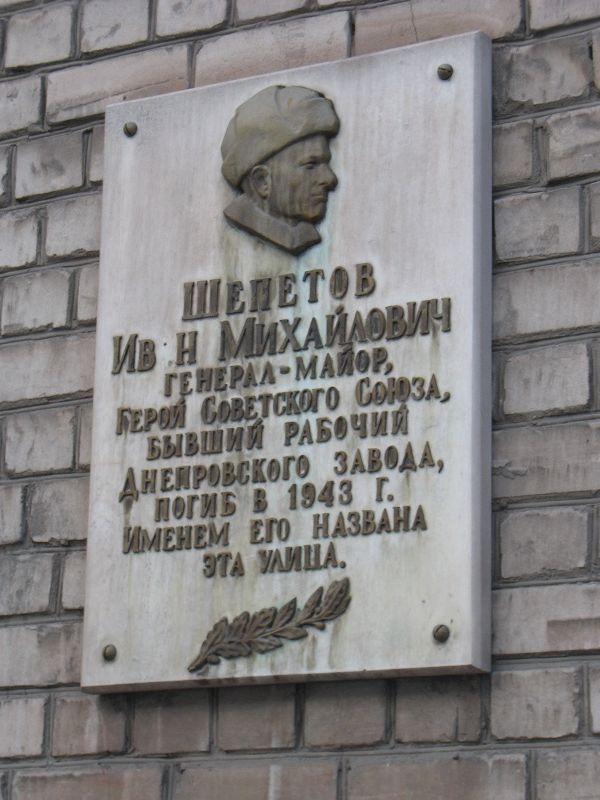 Шепетов
Ив н Михайлович
генерал-майор,
Герой Советского Союза,
бывший рабочий
Днепровского завода,
погиб в 1943 г.
Именем его названа
эта улица.